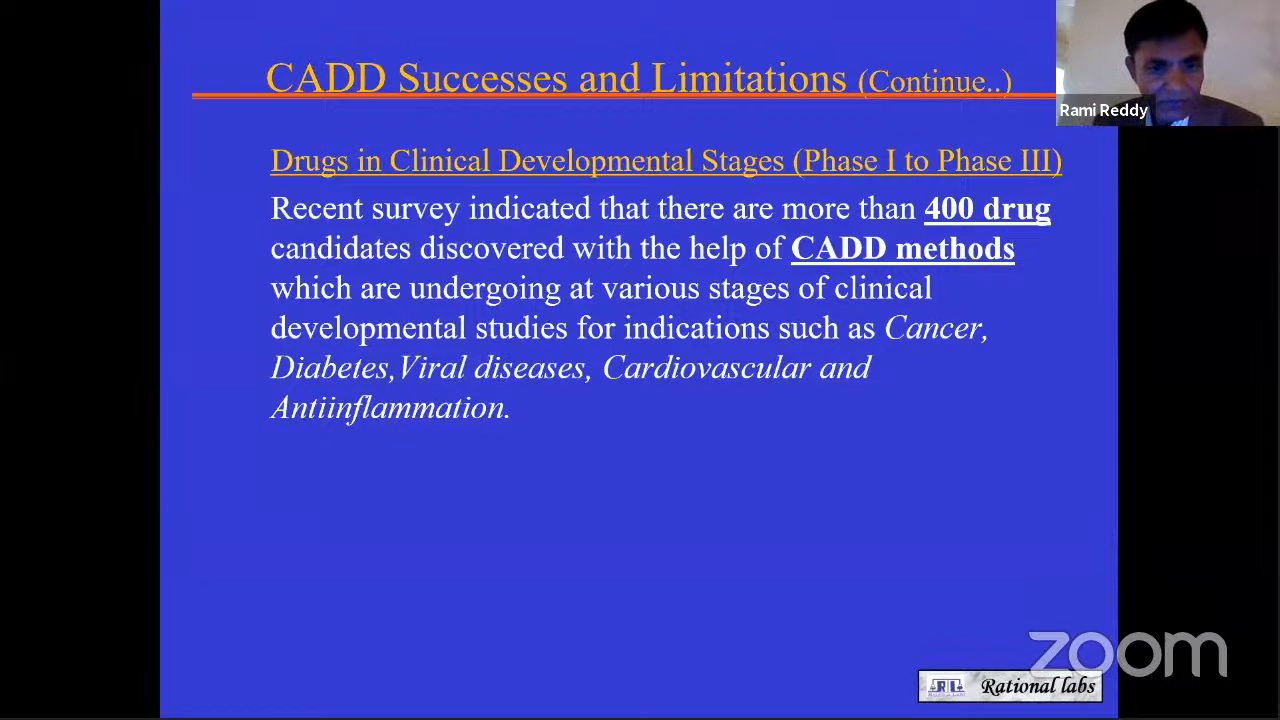 CADD Successes and Limitations (Continue..)
Rami Reddy
Drugs in Clinical Developmental Stages (Phase I to Phase III)
Recent survey indicated that there are more than 400 drug
candidates discovered with the help of CADD methods
which are undergoing at various stages of clinical
developmental studies for indications such as Cancer,
Diabetes,Viral diseases, Cardiovascular and
Antiinflammation.
zoom
RL
Rational labs